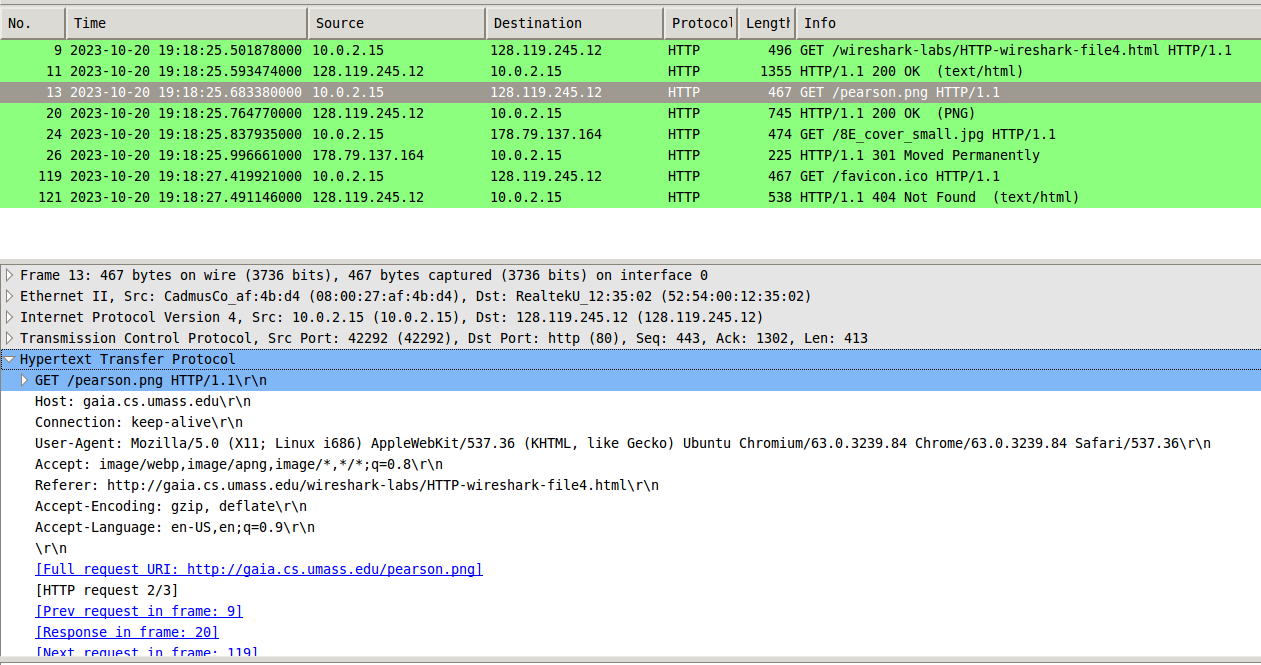 No. Time Source Destination Protocol Length Info
9 2023-10-20 19:18:25.501878000 10.0.2.15 128.119.245.12 HTTP 496 GET /wireshark-labs/HTTP-wireshark-file4.html HTTP/1.1
11 2023-10-20 19:18:25.593474000 128.119.245.12 10.0.2.15 HTTP 1355 HTTP/1.1 200 OK  (text/html)
13 2023-10-20 19:18:25.683380000 10.0.2.15 128.119.245.12 HTTP 467 GET /pearson.png HTTP/1.1
20 2023-10-20 19:18:25.764770000 128.119.245.12 10.0.2.15 HTTP 745 HTTP/1.1 200 OK  (PNG)
24 2023-10-20 19:18:25.837935000 10.0.2.15 178.79.137.164 HTTP 474 GET /8E_cover_small.jpg HTTP/1.1
26 2023-10-20 19:18:25.996661000 178.79.137.164 10.0.2.15 HTTP 225 HTTP/1.1 301 Moved Permanently
119 2023-10-20 19:18:27.419921000 10.0.2.15 128.119.245.12 HTTP 467 GET /favicon.ico HTTP/1.1
121 2023-10-20 19:18:27.491146000 128.119.245.12 10.0.2.15 HTTP 538 HTTP/1.1 404 Not Found  (text/html)
Frame 13: 467 bytes on wire (3736 bits), 467 bytes captured (3736 bits) on interface 0
Ethernet II, Src: CadmusCo_af:4b:d4 (08:00:27:af:4b:d4), Dst: RealtekU_12:35:02 (52:54:00:12:35:02)
Internet Protocol Version 4, Src: 10.0.2.15 (10.0.2.15), Dst: 128.119.245.12 (128.119.245.12)
Transmission Control Protocol, Src Port: 42292 (42292), Dst Port: http (80), Seq: 443, Ack: 1302, Len: 413
Hypertext Transfer Protocol
GET /pearson.png HTTP/1.1\r\n
Host: gaia.cs.umass.edu\r\n
Connection: keep-alive\r\n
User-Agent: Mozilla/5.0 (X11; Linux i686) AppleWebKit/537.36 (KHTML, like Gecko) Ubuntu Chromium/63.0.3239.84 Chrome/63.0.3239.84 Safari/537.36\r\n
Accept: image/webp,image/apng,image/*,*/*;q=0.8\r\n
Referer: http://gaia.cs.umass.edu/wireshark-labs/HTTP-wireshark-file4.html\r\n
Accept-Encoding: gzip, deflate\r\n
Accept-Language: en-US,en;q=0.9\r\n
\r\n
[Full request URI: http://gaia.cs.umass.edu/pearson.png]
[HTTP request 2/3]
[Prev request in frame: 9]
[Response in frame: 20]
[Next request in frame: 119]